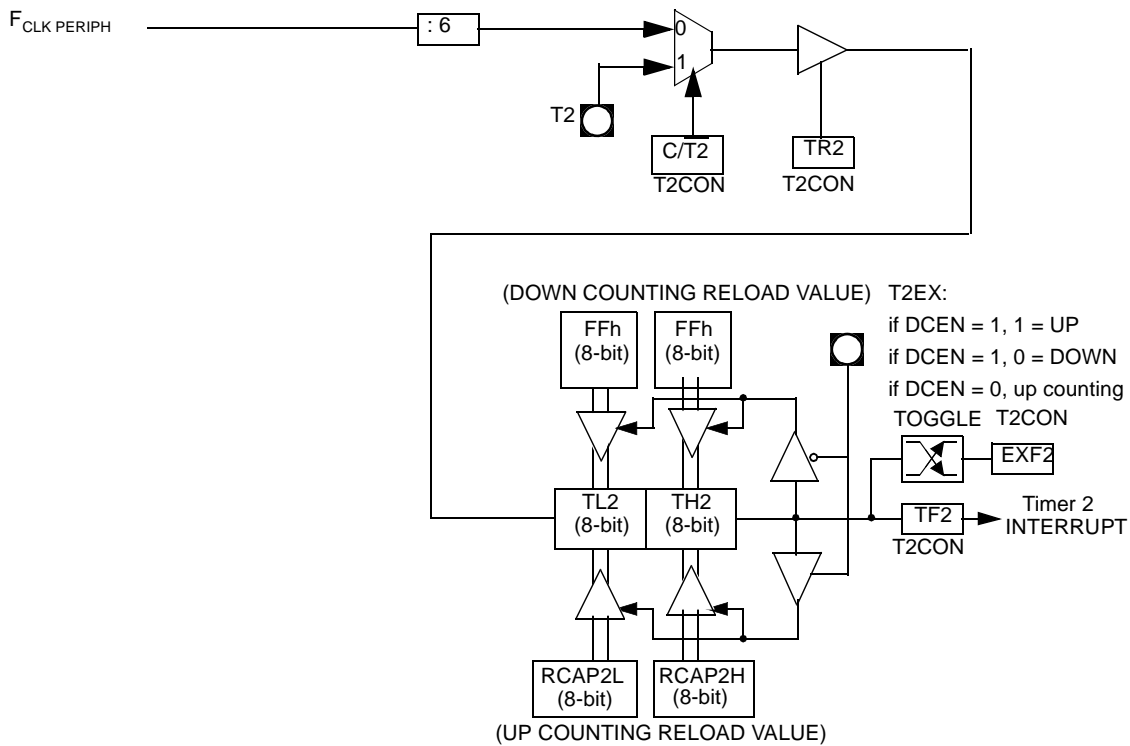 FCLK PERIPH
: 6
0
1
T2
C/T2
TR2
T2CON
T2CON
(DOWN COUNTING RELOAD VALUE)
T2EX:
if DCEN = 1, 1 = UP
if DCEN = 1, 0 = DOWN
if DCEN = 0, up counting
FFh
(8-bit)
FFh
(8-bit)
TOGGLE
T2CON
EXF2
TL2
(8-bit)
TH2
(8-bit)
TF2
T2CON
Timer 2
INTERRUPT
RCAP2L
(8-bit)
RCAP2H
(8-bit)
(UP COUNTING RELOAD VALUE)